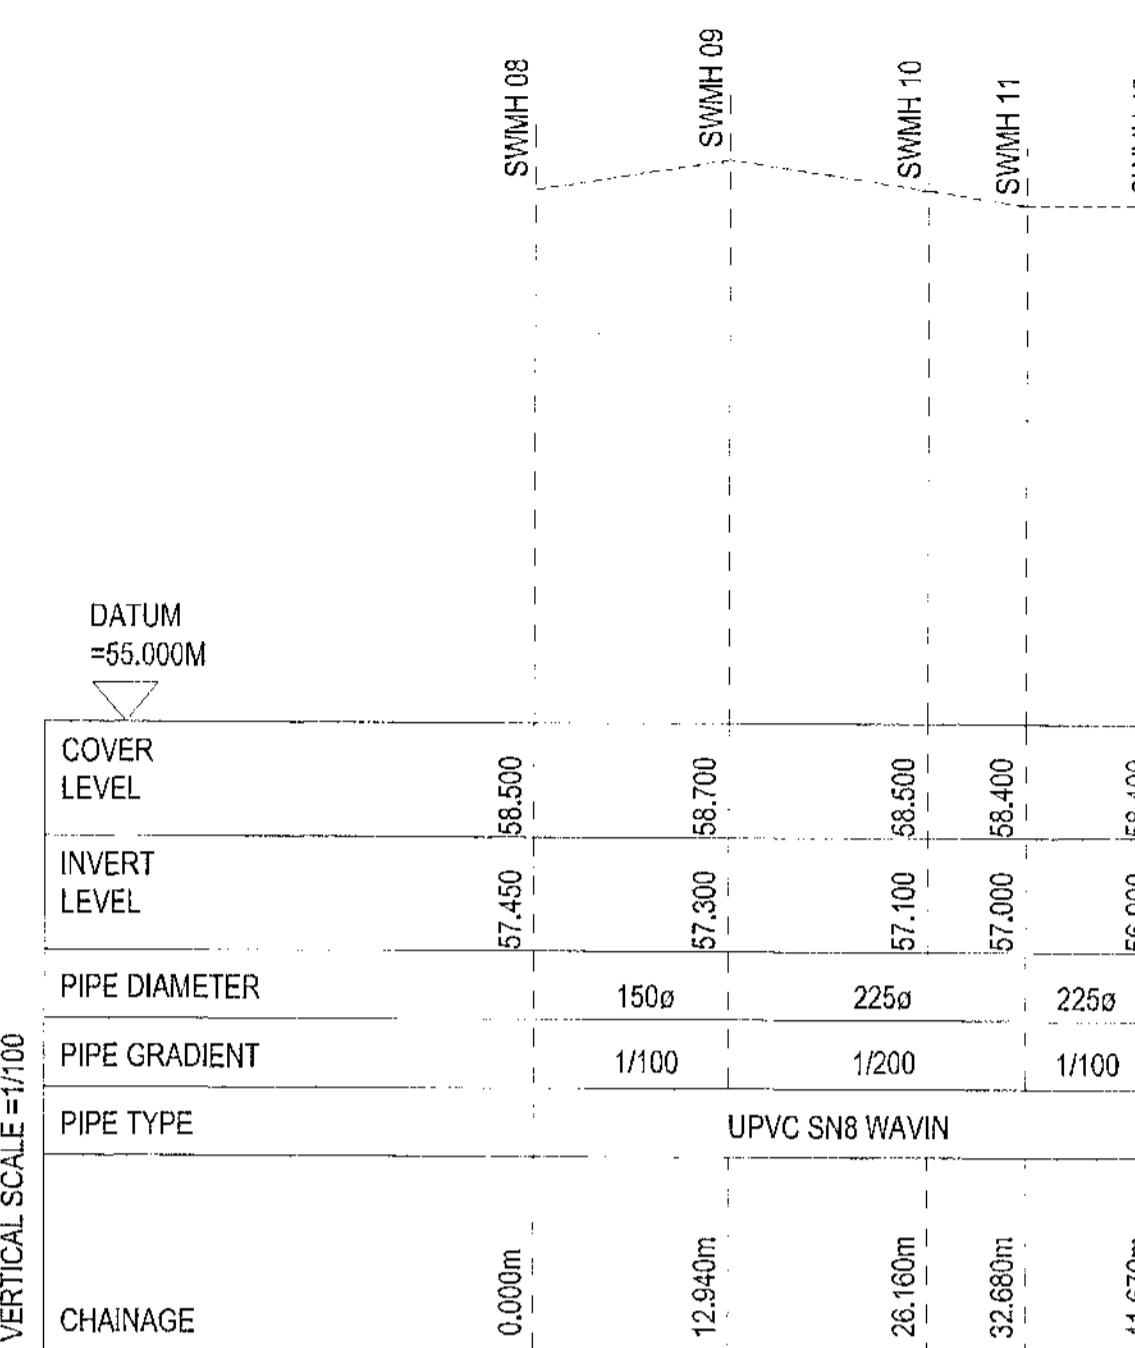 SWMH 08
SWMH 09
SWMH 10
SWMH 11
DATUM
=55.000M
COVER
LEVEL
58.500
58.700
58.500
58.400
INVERT
LEVEL
57.450
57.300
57.100
57.000
PIPE DIAMETER
150ø
225ø
225ø
PIPE GRADIENT
1/100
1/200
1/100
PIPE TYPE
UPVC SN8 WAVIN
CHAINAGE
0.000m
12.940m
26.160m
32.680m
VERTICAL SCALE =1/100